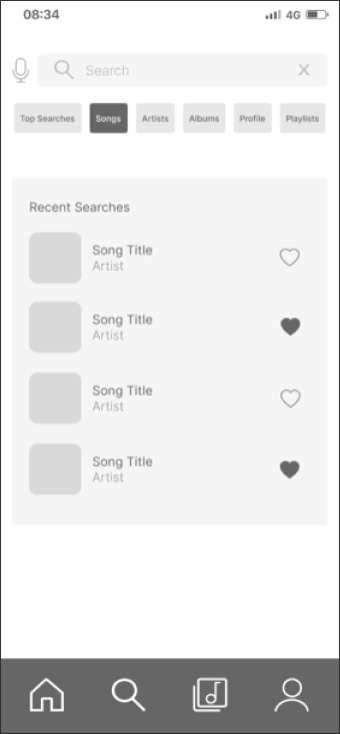 08:34 4G
Search X
Top Searches Songs Artists Albums Profile Playlists
Recent Searches
Song Title
Artist
Song Title
Artist
Song Title
Artist
Song Title
Artist